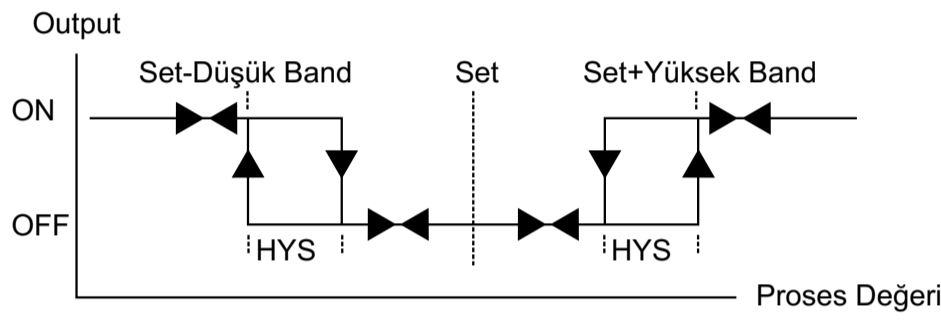 Output
Set-Düşük Band
Set
Set+Yüksek Band
ON
OFF
HYS
HYS
Proses Değeri